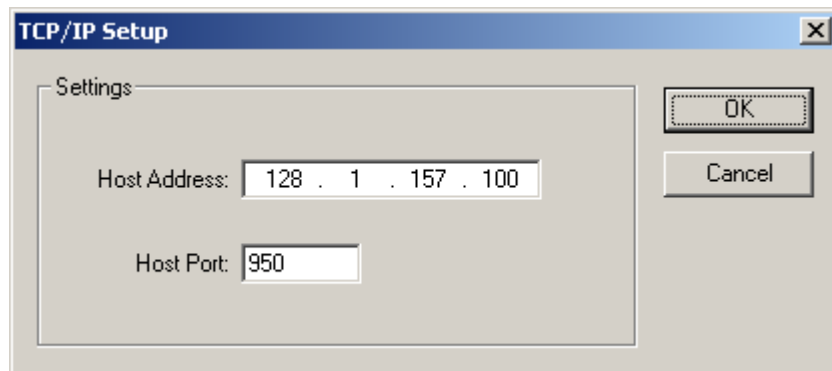 TCP/IP Setup
Settings
OK
Host Address: 128 . 1 . 157 . 100
Cancel
Host Port: 950